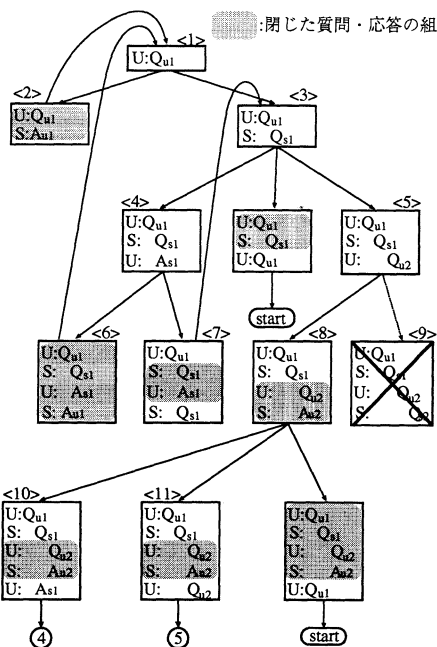 :閉じた質問・応答の組
<1>
U:Qu1
<2>
U:Qu1
S:Au1
<3>
U:Qu1
S: Qs1
<4>
U:Qu1
S: Qs1
U: As1
U:Qu1
S: Qs1
U:Qu1
<5>
U:Qu1
S: Qs1
U: Qu2
start
<6>
U:Qu1
S: Qs1
U: As1
S: Au1
<7>
U:Qu1
S: Qs1
U: As1
S: Qs1
<8>
U:Qu1
S: Qs1
U: Qu2
S: Au2
<9>
U:Qu1
S: Qs1
U: Qu2
S: Qs2
<10>
U:Qu1
S: Qs1
U: Qu2
S: Au2
U: As1
<11>
U:Qu1
S: Qs1
U: Qu2
S: Au2
U: Qu2
U:Qu1
S: Qs1
U: Qu2
S: Au2
U:Qu1
4
5
start